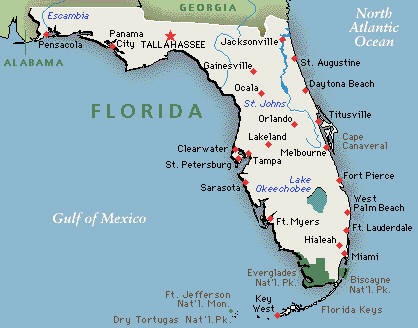 GEORGIA
Escambia
North
Atlantic
Ocean
Pensacola
Panama
City
TALLAHASSEE
Jacksonville
ALABAMA
St. Augustine
Gainesville
Ocala
Daytona Beach
St. Johns
FLORIDA
Orlando
Titusville
Lakeland
Cape
Canaveral
Clearwater
Tampa
Melbourne
St. Petersburg
Sarasota
Lake
Okeechobee
Fort Pierce
West
Palm Beach
Gulf of Mexico
Ft. Myers
Ft. Lauderdale
Hialeah
Miami
Everglades
Nat'l. Pk.
Biscayne
Nat'l. Pk.
Ft. Jefferson
Nat'l. Mon.
Key
West
Florida Keys
Dry Tortugas Nat'l. Pk.